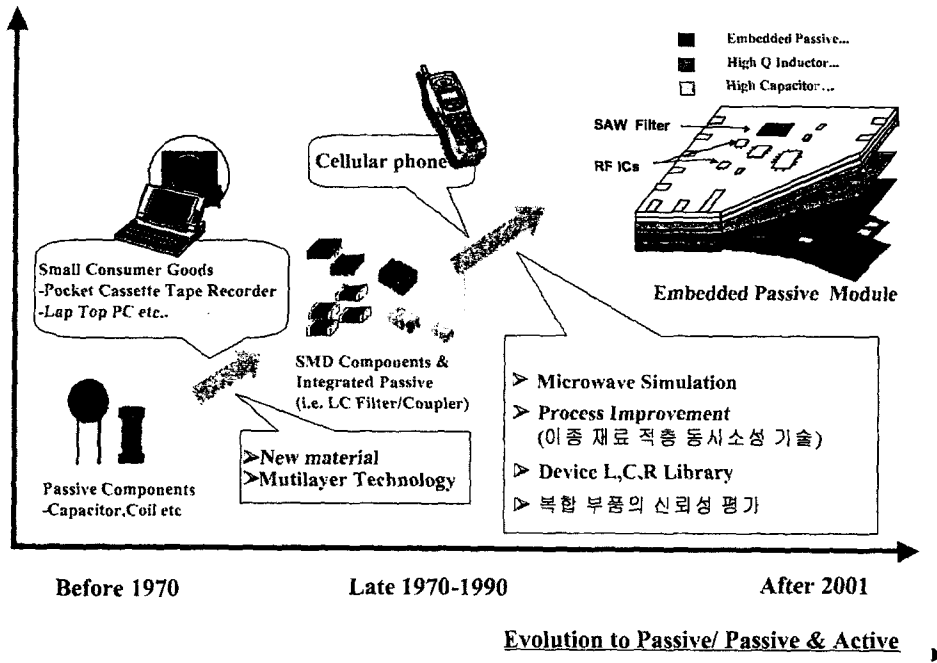 Embedded Passive...
High Q Inductor...
High Capacitor...
SAW Filter
RF ICs
Embedded Passive Module
Cellular phone
Small Consumer Goods
-Pocket Cassette Tape Recorder
-Lap Top PC etc..
SMD Components &
Integrated Passive
(i.e. LC Filter/Coupler)
Passive Components
-Capacitor,Coil etc
➢New material
➢Mutilayer Technology
➢ Microwave Simulation
➢ Process Improvement
(이종 재료 적층 동시소성 기술)
➢ Device L,C,R Library
➢ 복합 부품의 신뢰성 평가
Before 1970
Late 1970-1990
After 2001
Evolution to Passive/ Passive & Active